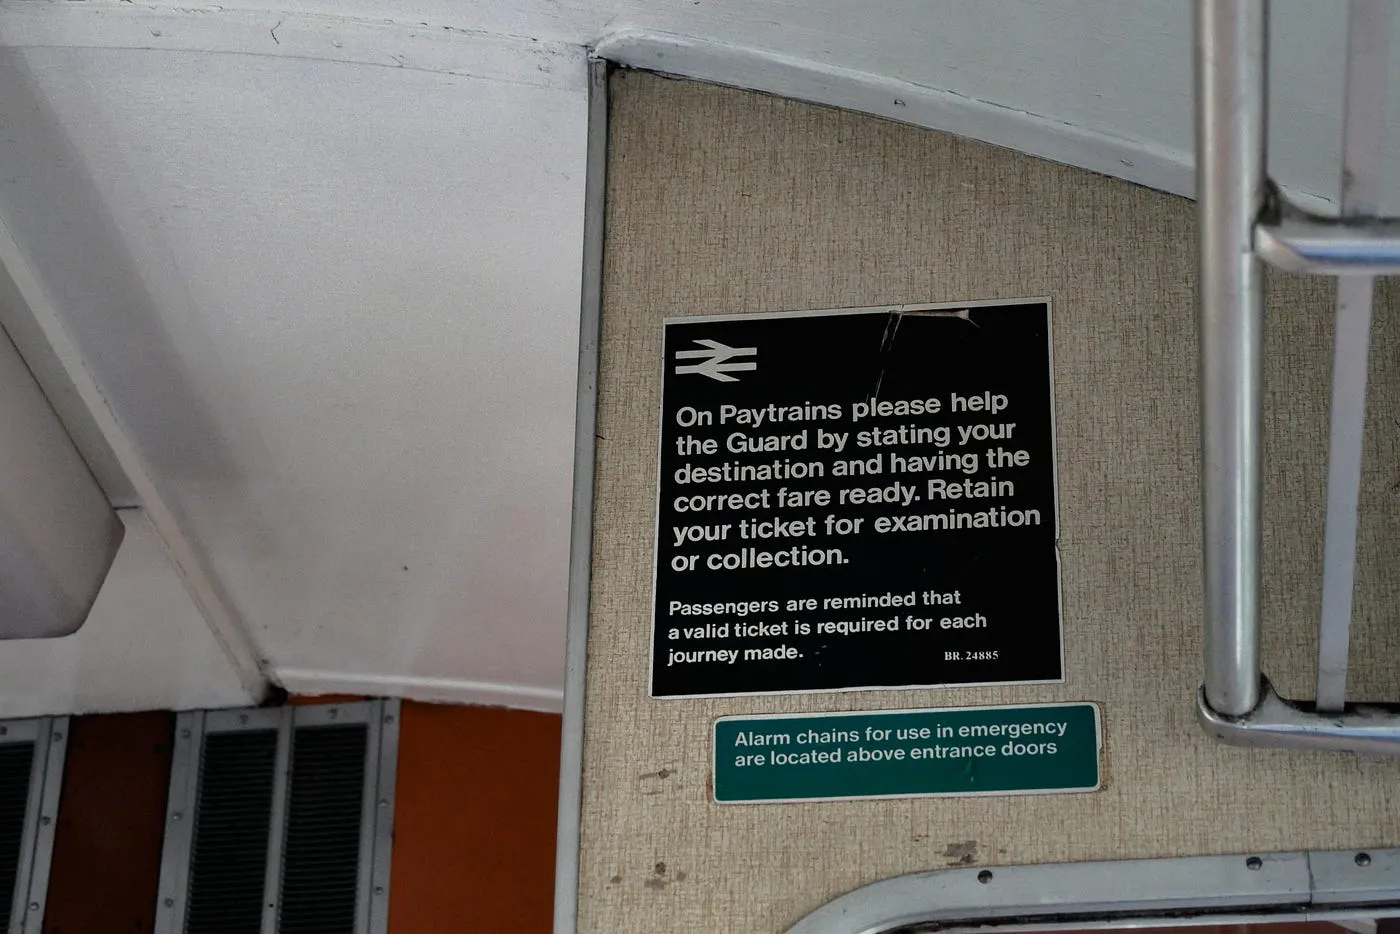 On Paytrains please help
the Guard by stating your
destination and having the
correct fare ready. Retain
your ticket for examination
or collection.
Passengers are reminded that
a valid ticket is required for each
journey made.
BR. 24885
Alarm chains for use in emergency
are located above entrance doors